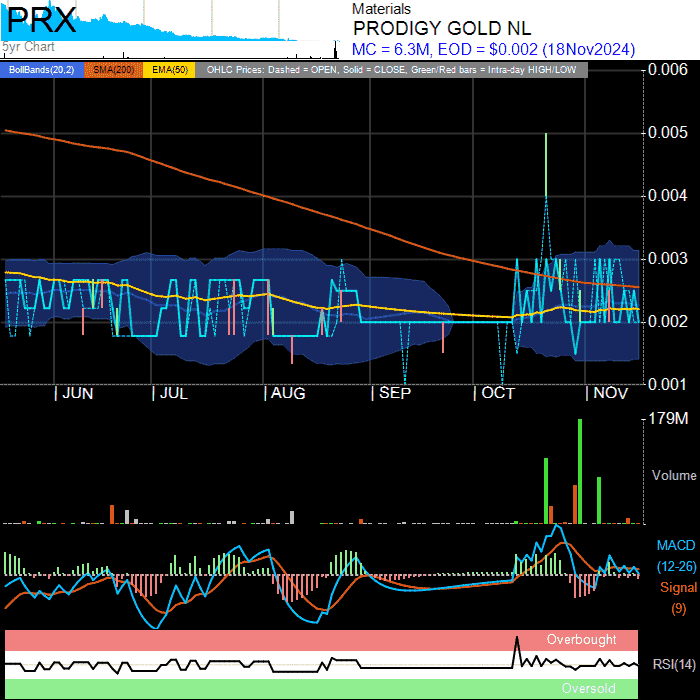 PRX
5yr Chart
Materials
PRODIGY GOLD NL
MC = 6.3M, EOD = $0.002 (18Nov2024)
BollBands(20,2) SMA(200) EMA(50) OHLC Prices: Dashed = OPEN, Solid = CLOSE, Green/Red bars = Intra-day HIGH/LOW
0.006
0.005
0.004
0.003
0.002
0.001
JUN JUL AUG SEP OCT NOV
179M
Volume
MACD
(12-26)
Signal
(9)
Overbought
RSI(14)
Oversold